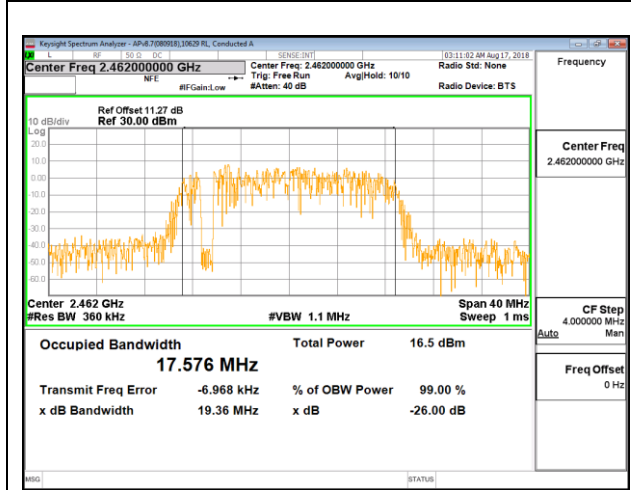 Keysight Spectrum Analyzer - APv8.7(080918),10629 RL, Conducted A
L RF 50 Ω DC SENSE:INT 03:11:02 AM Aug 17, 2018
Center Freq 2.462000000 GHz Center Freq: 2.462000000 GHz Radio Std: None
NFE Trig: Free Run Avg|Hold: 10/10
#IFGain:Low #Atten: 40 dB Radio Device: BTS
Frequency
Ref Offset 11.27 dB
10 dB/div Ref 30.00 dBm
Log
20.0
10.0
0.00
-10.0
-20.0
-30.0
-40.0
-50.0
-60.0
Center Freq
2.462000000 GHz
Center 2.462 GHz Span 40 MHz
#Res BW 360 kHz #VBW 1.1 MHz Sweep 1 ms
CF Step
4.000000 MHz
Auto Man
Occupied Bandwidth Total Power 16.5 dBm
17.576 MHz
Freq Offset
0 Hz
Transmit Freq Error -6.968 kHz % of OBW Power 99.00 %
x dB Bandwidth 19.36 MHz x dB -26.00 dB
MSG STATUS